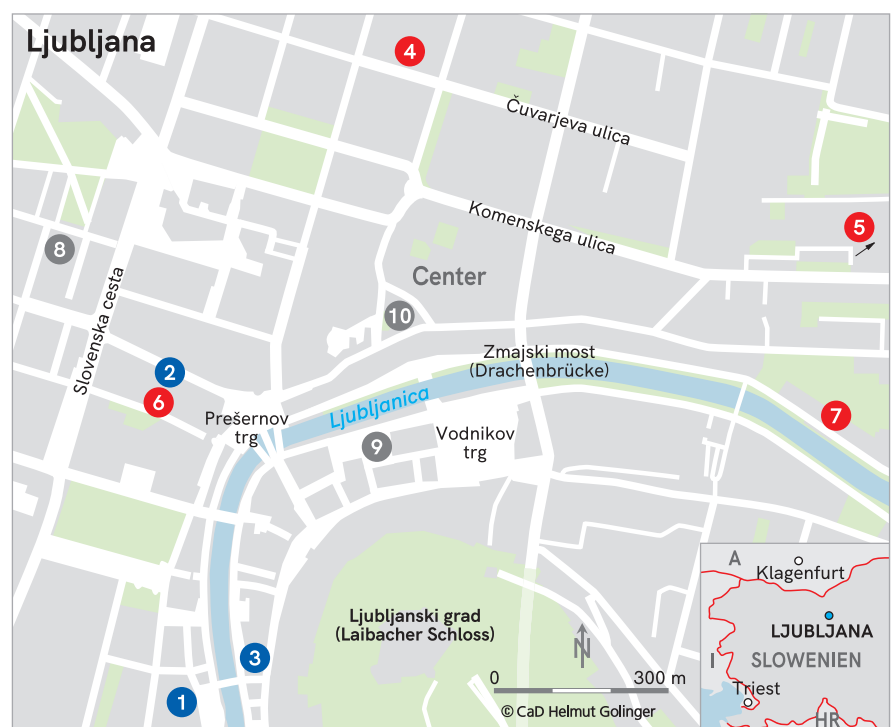 Ljubljana
4
Čuvarjeva ulica
Komenskega ulica
5
8
Center
Slovenska cesta
10
2
Zmajski most
(Drachenbrücke)
6
Ljubljanica
7
Prešernov
trg
9
Vodnikov
trg
A
Klagenfurt
Ljubljanski grad
(Laibacher Schloss)
LJUBLJANA
N
3
I
SLOWENIEN
0
300 m
Triest
1
© CaD Helmut Golinger
HR